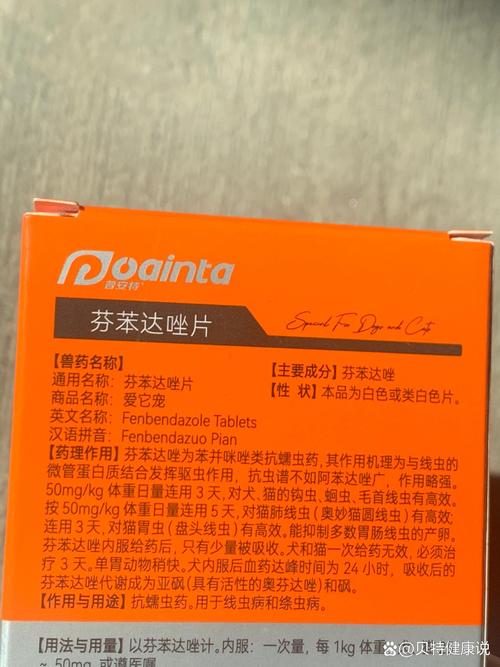 Poainta
普安特
芬苯达唑片
Special For Dogs and Cats
【兽药名称】
通用名称：芬苯达唑片
商品名称：爱它宠
英文名称：Fenbendazole Tablets
汉语拼音：Fenbendazuo Pian
【主要成分】芬苯达唑
【性 状】本品为白色或类白色片。
【药理作用】芬苯达唑为苯并咪唑类抗蠕虫药，其作用机理为与线虫的
微管蛋白质结合发挥驱虫作用，抗虫谱不如阿苯达唑广，作用略强。
50mg/kg 体重日量连用 3 天，对犬、猫的钩虫、蛔虫、毛首线虫有高效。
按 50mg/kg 体重日量连用 5 天，对猫肺线虫（奥妙猫圆线虫）有高效；
连用 3 天，对猫胃虫（盘头线虫）有高效。能抑制多数胃肠线虫的产卵。
芬苯达唑内服给药后，只有少量被吸收。犬和猫一次给药无效，必须治
疗 3 天。单胃动物稍快。犬内服后血药达峰时间为 24 小时，吸收后的
芬苯达唑代谢成为亚砜（具有活性的奥芬达唑）和砜。
【作用与用途】抗蠕虫药。用于线虫病和绦虫病。
【用法与用量】以芬苯达唑计。内服：一次量，每 1kg 体重
50mg 或遵医嘱
@贝特健康说